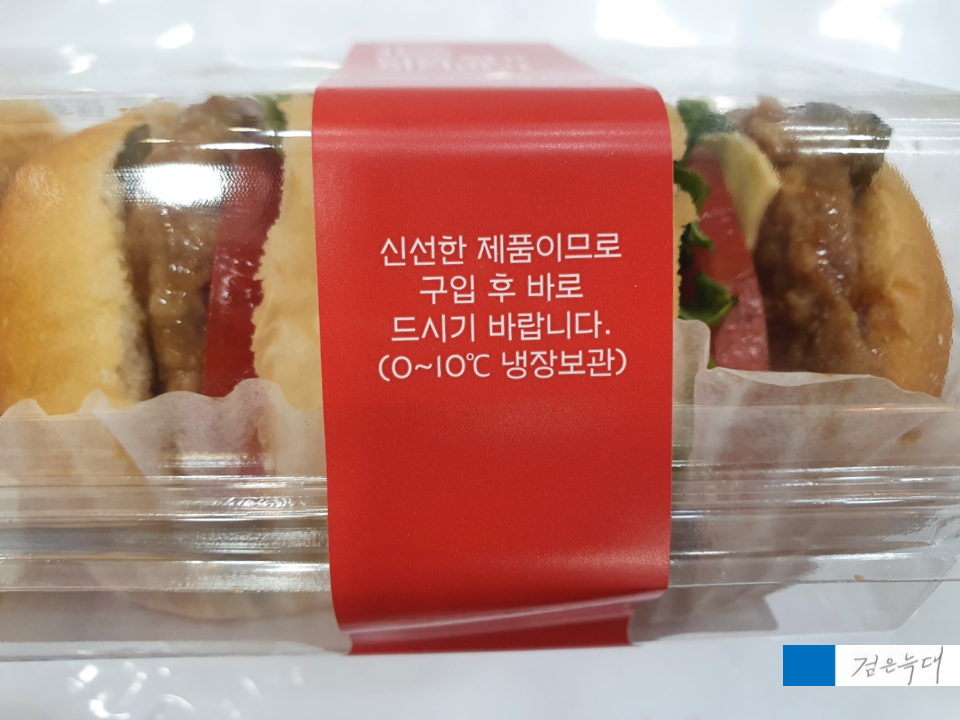 신선한 제품이므로
구입 후 바로
드시기 바랍니다.
(0~10℃ 냉장보관)
검은늑대